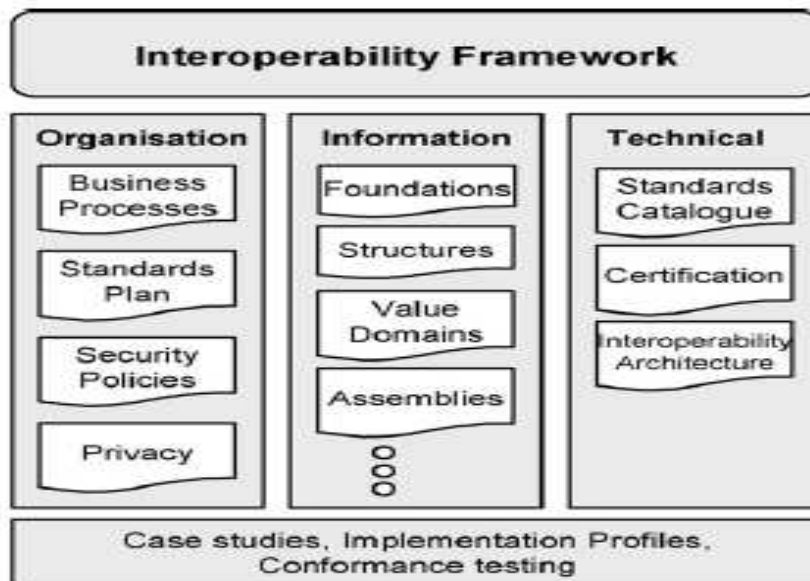 Interoperability Framework
Organisation
Business
Processes
Standards
Plan
Security
Policies
Privacy
Information
Foundations
Structures
Value
Domains
Assemblies
Technical
Standards
Catalogue
Certification
Interoperability
Architecture
Case studies, Implementation Profiles,
Conformance testing